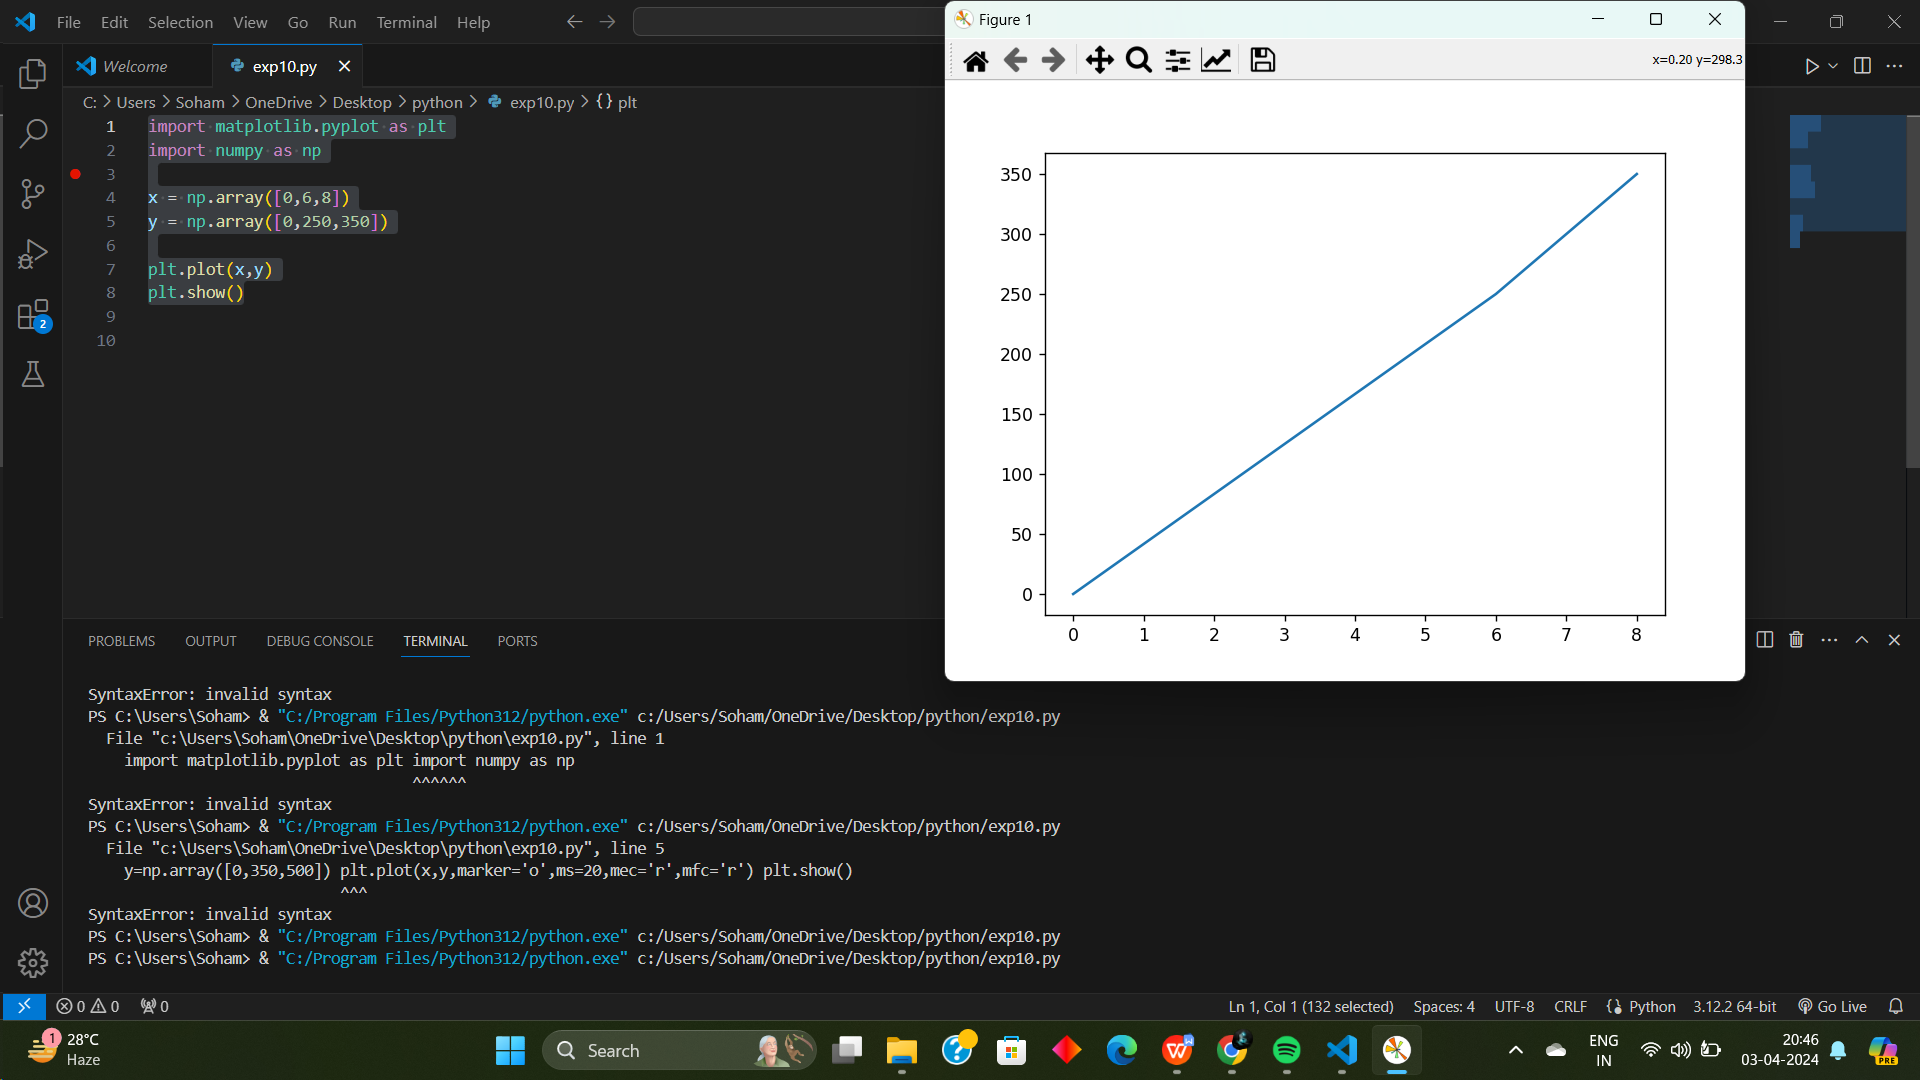 File Edit Selection View Go Run Terminal Help
Figure 1
x=0.20 y=298.3
Welcome
exp10.py
C: > Users > Soham > OneDrive > Desktop > python > exp10.py > {} plt
1 import matplotlib.pyplot as plt
2 import numpy as np
3
4 x = np.array([0,6,8])
5 y = np.array([0,250,350])
6
7 plt.plot(x,y)
8 plt.show()
9
10
350
300
250
200
150
100
50
0
0 1 2 3 4 5 6 7 8
PROBLEMS OUTPUT DEBUG CONSOLE TERMINAL PORTS
SyntaxError: invalid syntax
PS C:\Users\Soham> & "C:/Program Files/Python312/python.exe" c:/Users/Soham/OneDrive/Desktop/python/exp10.py
File "c:\Users\Soham\OneDrive\Desktop\python\exp10.py", line 1
import matplotlib.pyplot as plt import numpy as np
^^^^^^
SyntaxError: invalid syntax
PS C:\Users\Soham> & "C:/Program Files/Python312/python.exe" c:/Users/Soham/OneDrive/Desktop/python/exp10.py
File "c:\Users\Soham\OneDrive\Desktop\python\exp10.py", line 5
y=np.array([0,350,500]) plt.plot(x,y,marker='o',ms=20,mec='r',mfc='r') plt.show()
^^^
SyntaxError: invalid syntax
PS C:\Users\Soham> & "C:/Program Files/Python312/python.exe" c:/Users/Soham/OneDrive/Desktop/python/exp10.py
PS C:\Users\Soham> & "C:/Program Files/Python312/python.exe" c:/Users/Soham/OneDrive/Desktop/python/exp10.py
2
0 0 0
Ln 1, Col 1 (132 selected) Spaces: 4 UTF-8 CRLF {} Python 3.12.2 64-bit Go Live
1
28°C
Haze
Search
ENG
IN
20:46
03-04-2024
PRE